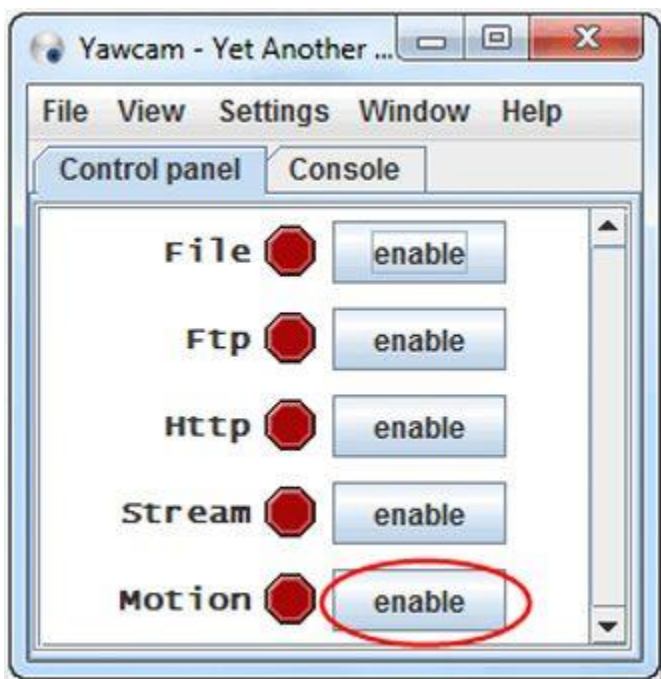 Yawcam - Yet Another ...
File View Settings Window Help
Control panel Console
File enable
Ftp enable
Http enable
Stream enable
Motion enable